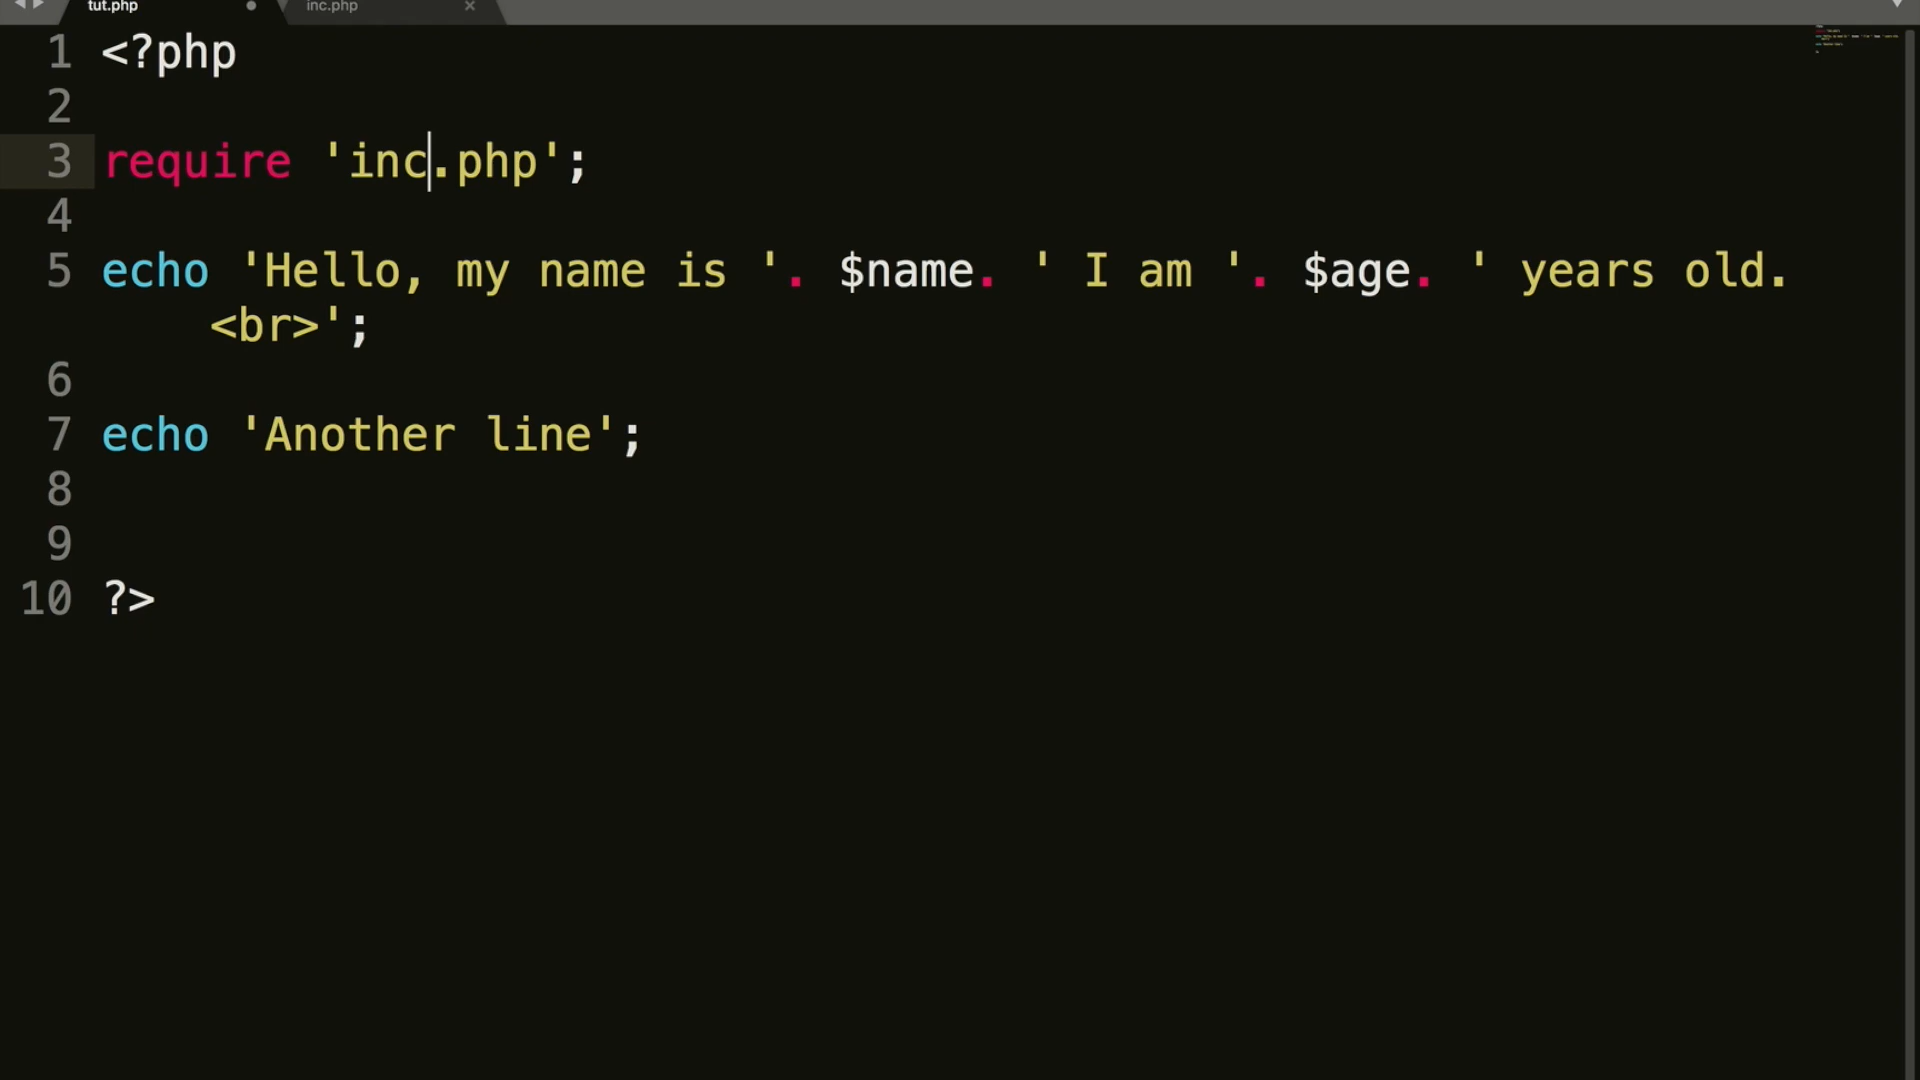 tut.php inc.php
1 <?php
2
3 require 'inc.php';
4
5 echo 'Hello, my name is '. $name. ' I am '. $age. ' years old.
<br>';
6
7 echo 'Another line';
8
9
10 ?>